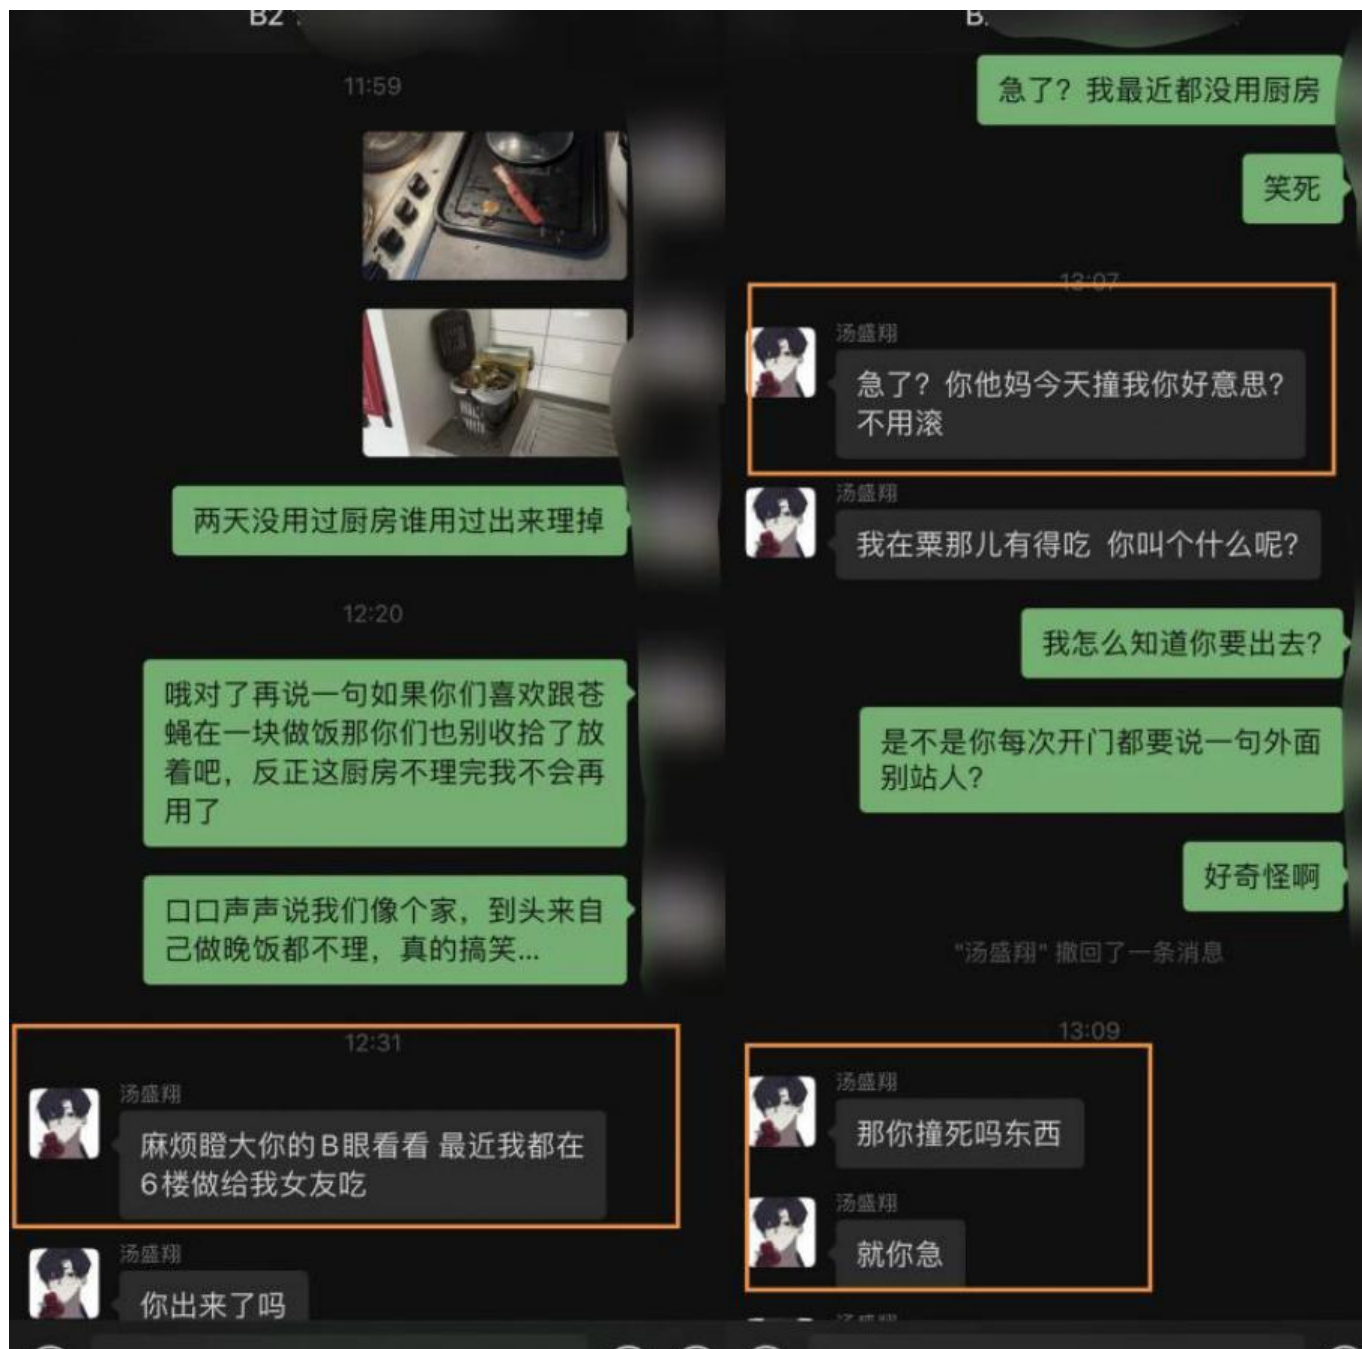 B2
11:59
两天没用过厨房谁用过出来理掉
12:20
哦对了再说一句如果你们喜欢跟苍
蝇在一块做饭那你们也别收拾了放
着吧，反正这厨房不理完我不会再
用了
口口声声说我们像个家，到头来自
己做晚饭都不理，真的搞笑...
12:31
汤盛翔
麻烦瞪大你的B眼看看 最近我都在
6楼做给我女友吃
汤盛翔
你出来了吗
B
急了？我最近都没用厨房
笑死
13:07
汤盛翔
急了？你他妈今天撞我你好意思？
不用滚
汤盛翔
我在粟那儿有得吃 你叫个什么呢？
我怎么知道你要出去？
是不是你每次开门都要说一句外面
别站人？
好奇怪啊
"汤盛翔" 撤回了一条消息
13:09
汤盛翔
那你撞死吗东西
汤盛翔
就你急